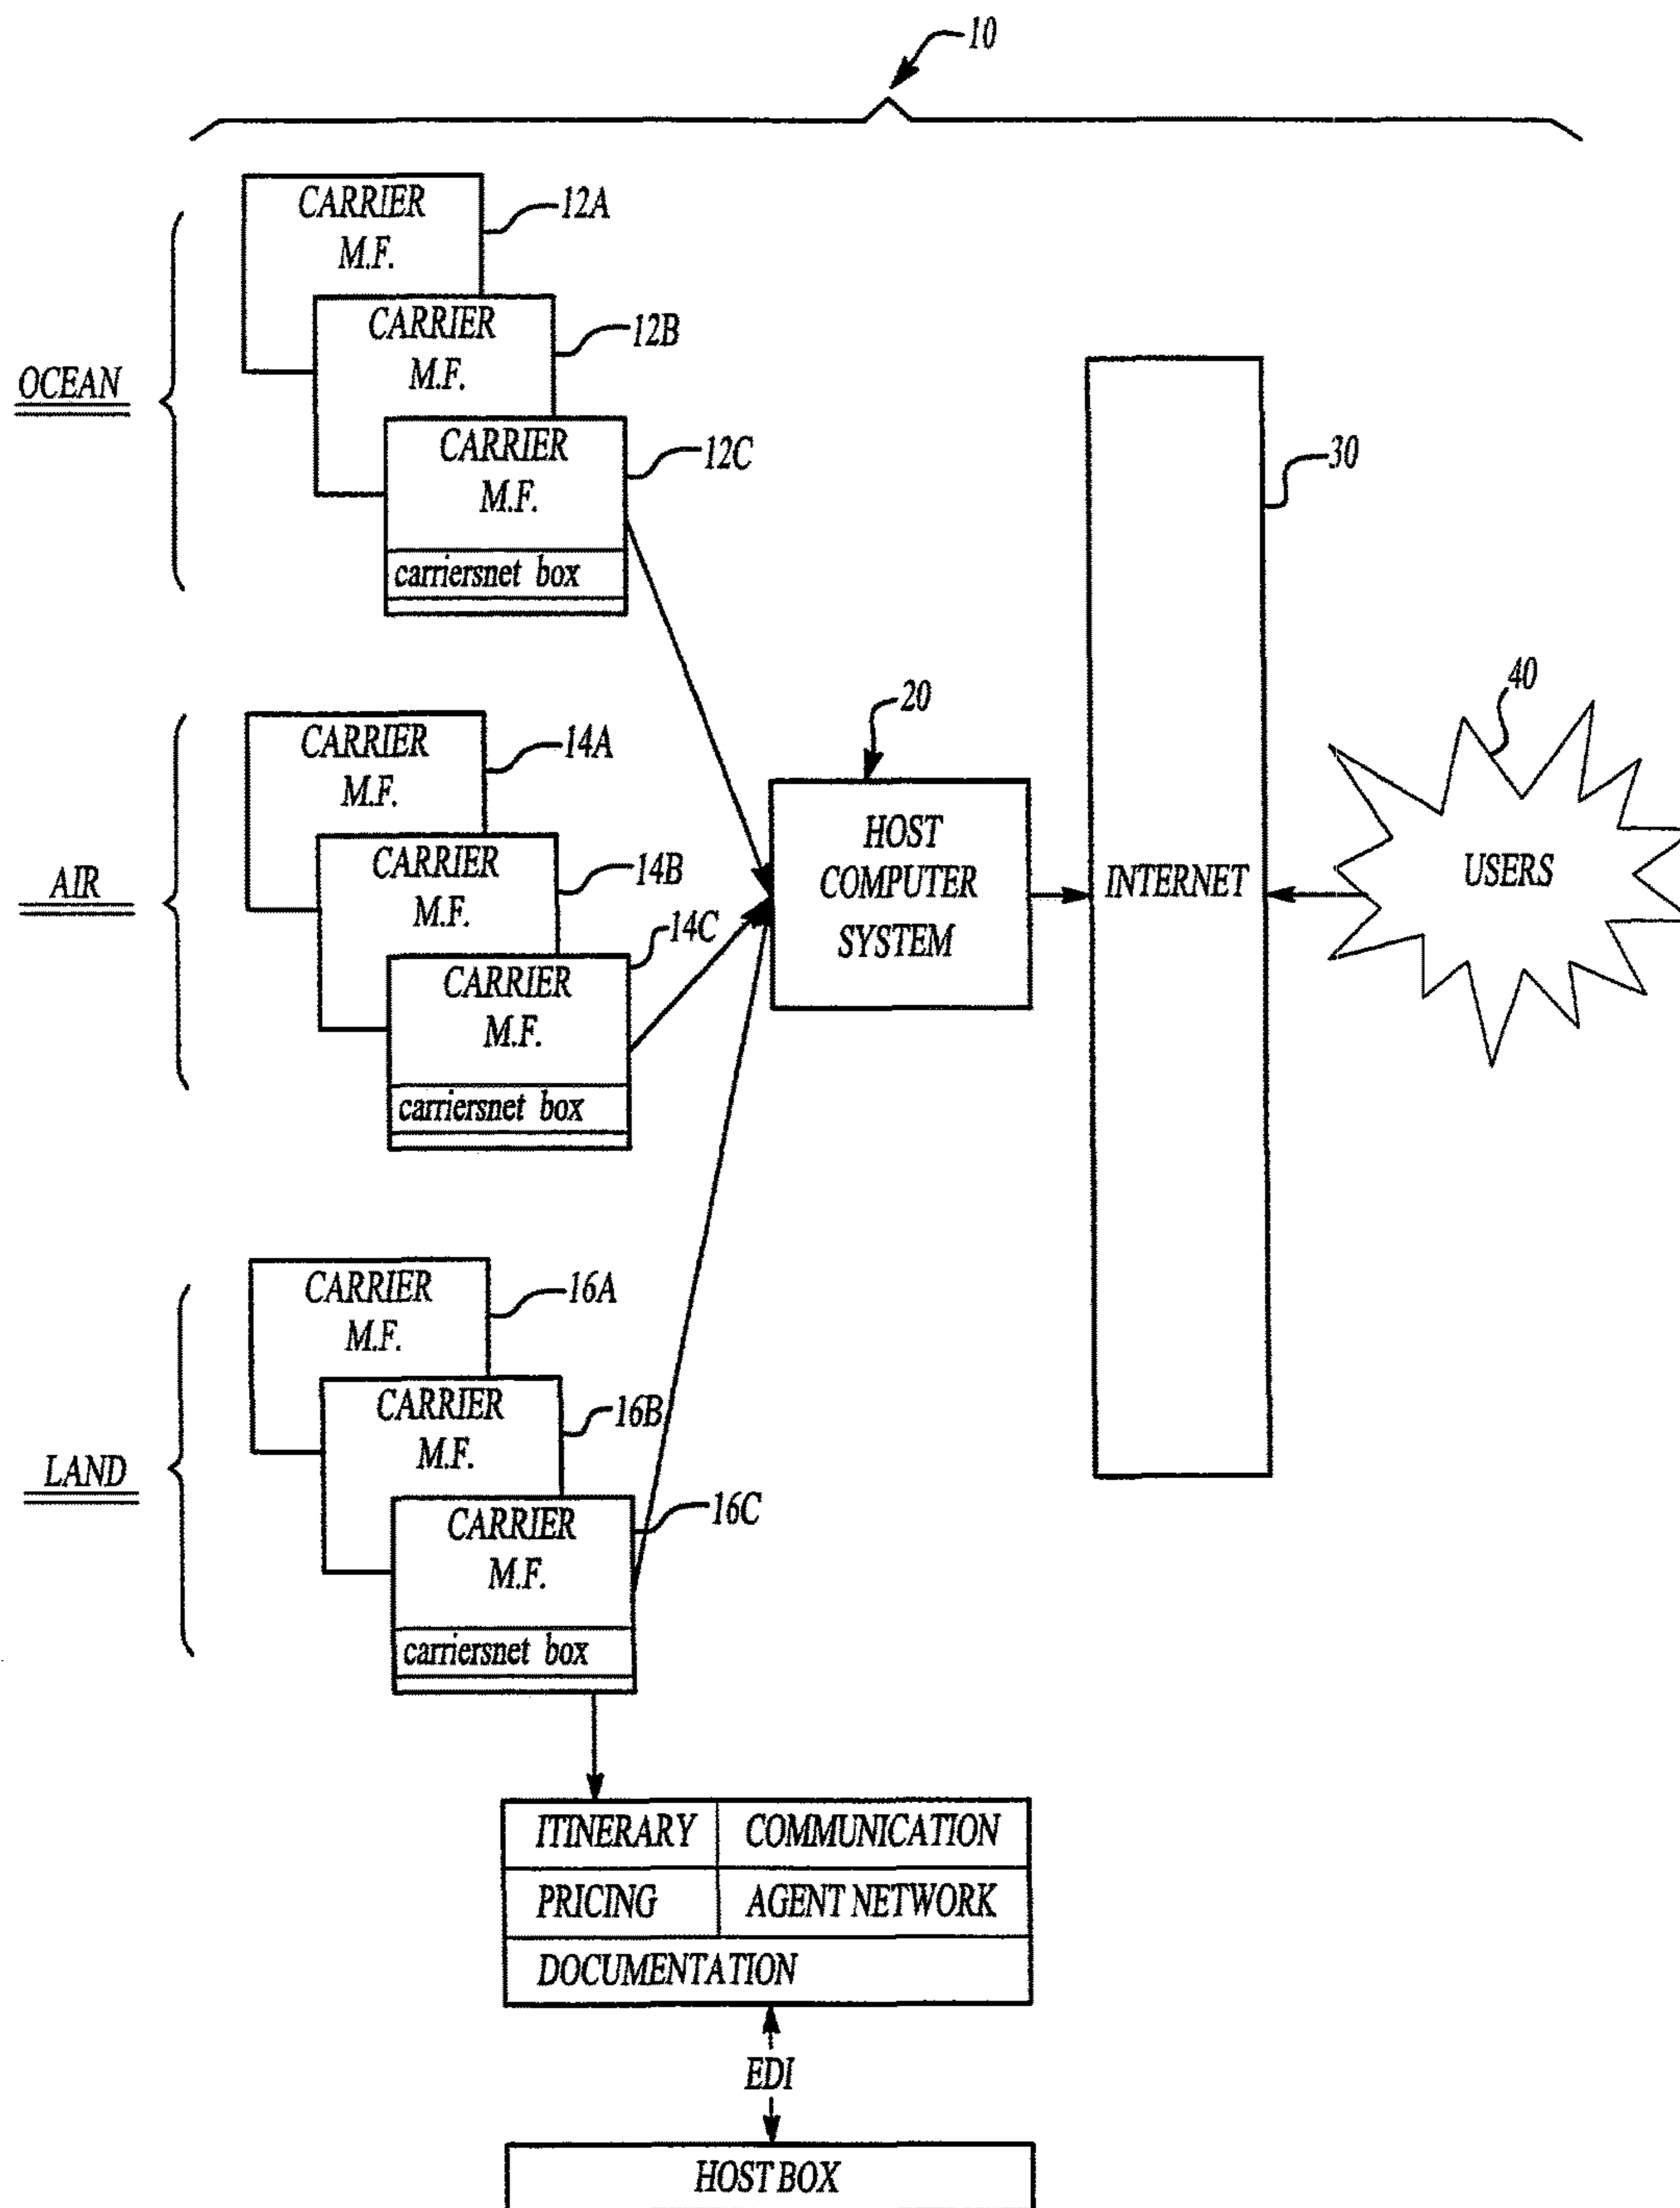 10
CARRIER
M.F.
12A
CARRIER
M.F.
12B
CARRIER
M.F.
12C
carriersnet box
OCEAN
30
CARRIER
M.F.
14A
CARRIER
M.F.
14B
CARRIER
M.F.
14C
carriersnet box
AIR
20
HOST
COMPUTER
SYSTEM
INTERNET
40
USERS
CARRIER
M.F.
16A
CARRIER
M.F.
16B
CARRIER
M.F.
16C
carriersnet box
LAND
ITINERARY
COMMUNICATION
PRICING
AGENT NETWORK
DOCUMENTATION
EDI
HOST BOX